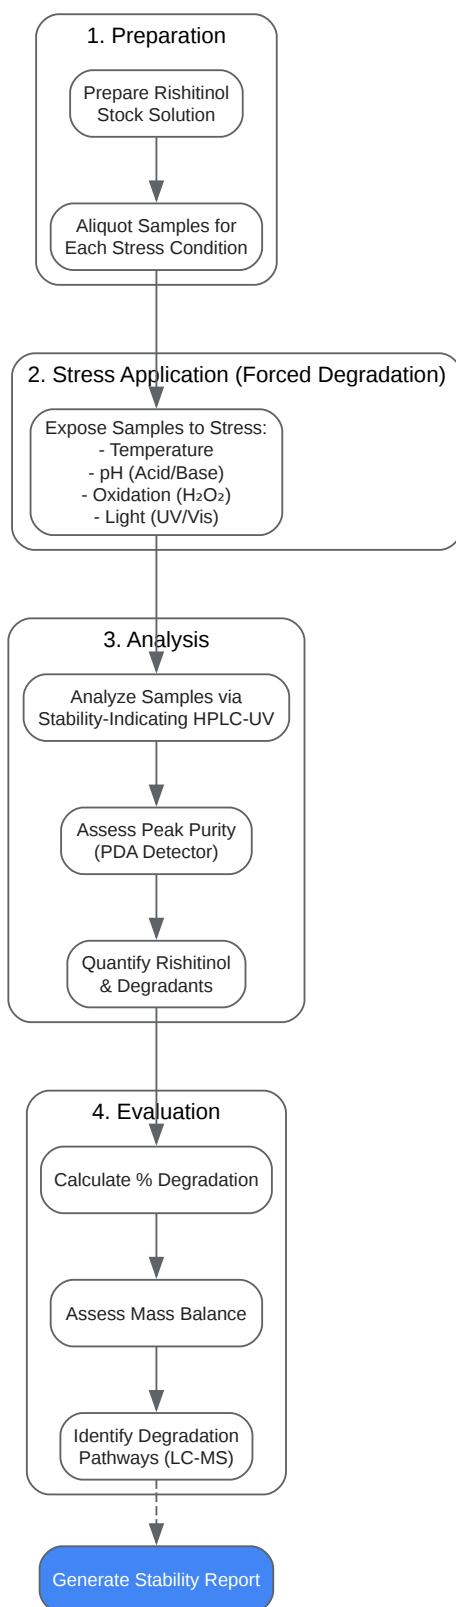 1. Preparation
Prepare Rishitinol
Stock Solution
Aliquot Samples for
Each Stress Condition
2. Stress Application (Forced Degradation)
Expose Samples to Stress:
- Temperature
- pH (Acid/Base)
- Oxidation (H₂O₂)
- Light (UV/Vis)
3. Analysis
Analyze Samples via
Stability-Indicating HPLC-UV
Assess Peak Purity
(PDA Detector)
Quantify Rishitinol
& Degradants
4. Evaluation
Calculate % Degradation
Assess Mass Balance
Identify Degradation
Pathways (LC-MS)
Generate Stability Report